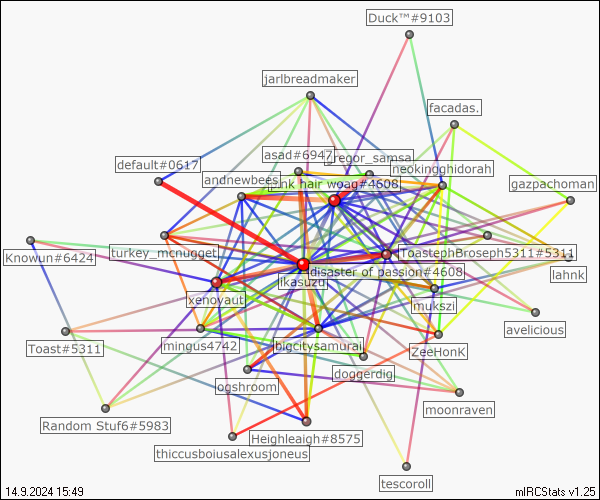 Duck™#9103
jarlbreadmaker
facadas.
asad#6947
gregor_samsa
default#0617
neokingghidorah
andnewbees
pink hair woag#4608
gazpachoman
turkey_mcnugget
ToastephBroseph5311#5311
Knowun#6424
disaster of passion#4608
lahnk
likasuzu
xenoyaut
mukszi
avelicious
mingus4742
bigcitysamurai
ZeeHonK
Toast#5311
doggerdig
ogshroom
moonraven
Random Stuf6#5983
Heighleaigh#8575
thiccusboiusalexusjoneus
tescoroll
14.9.2024 15:49
mIRCStats v1.25